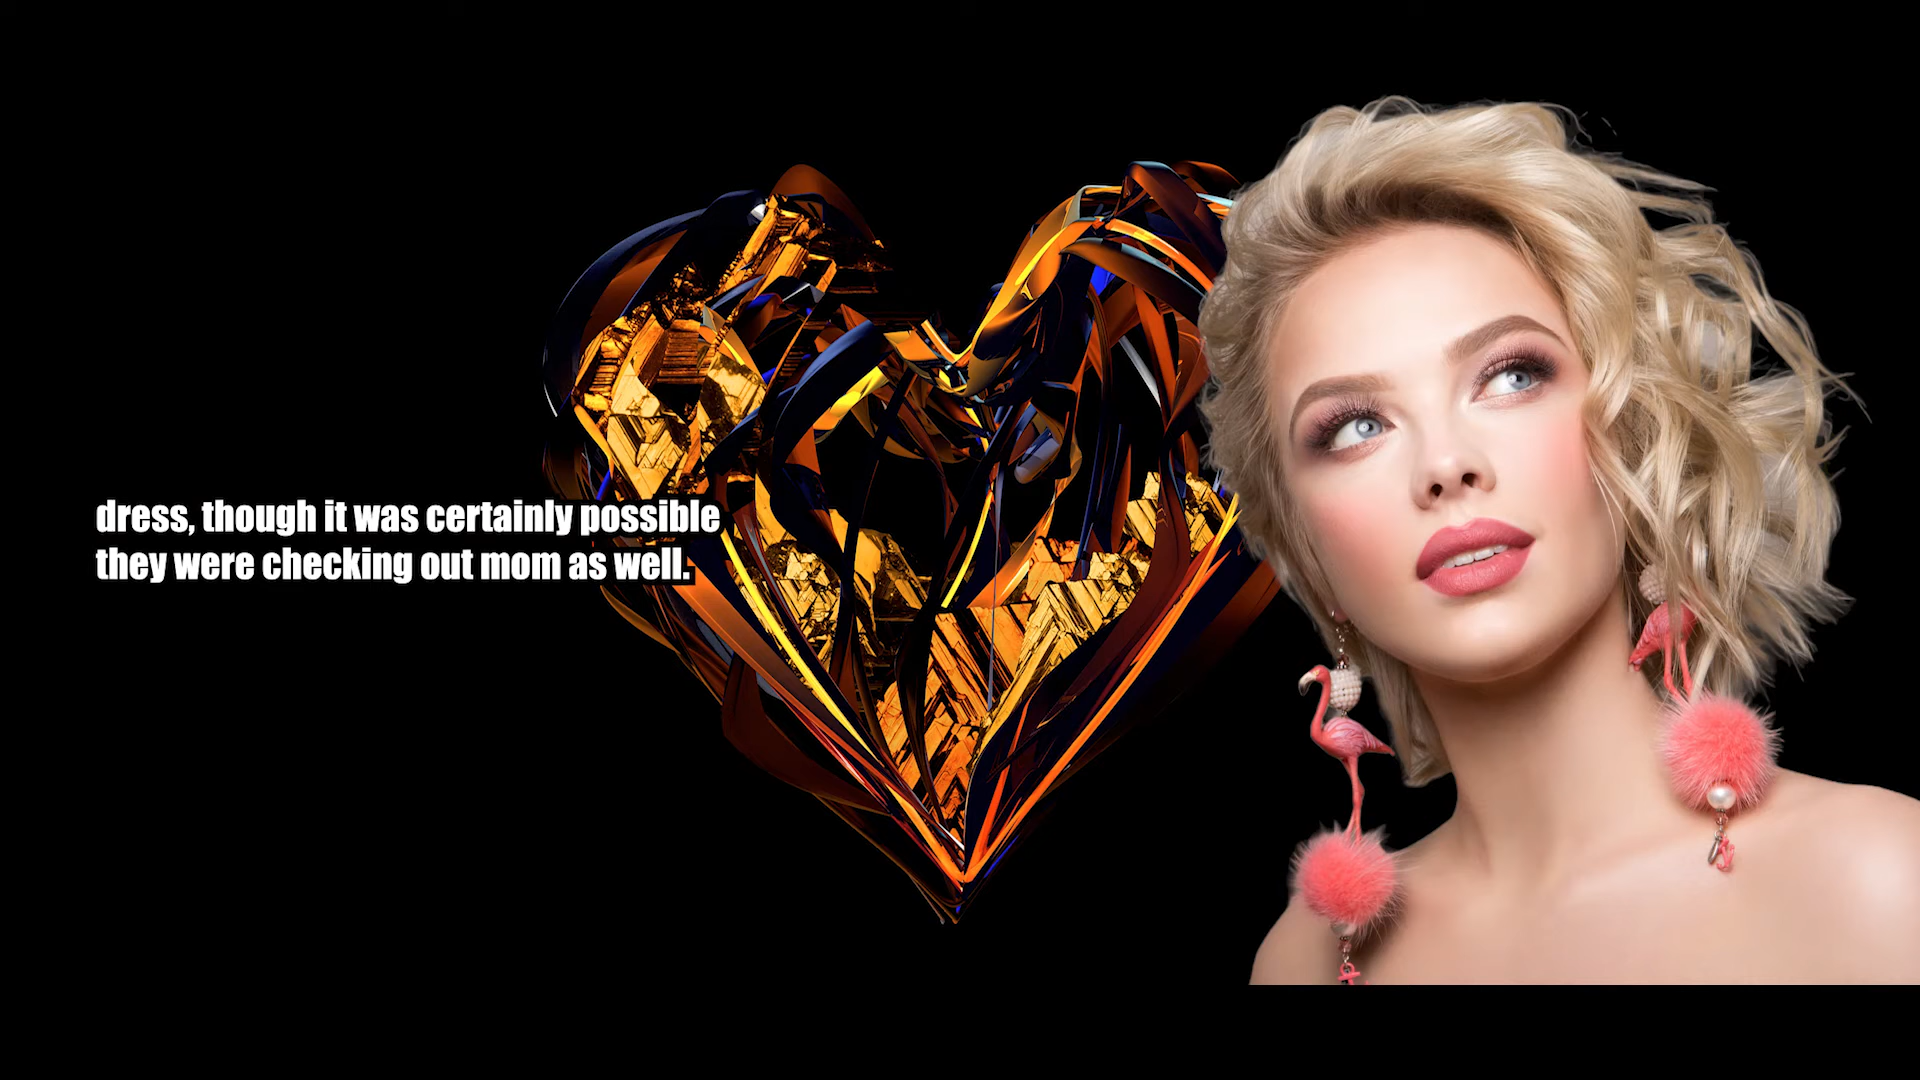 dress, though it was certainly possible
they were checking out mom as well.